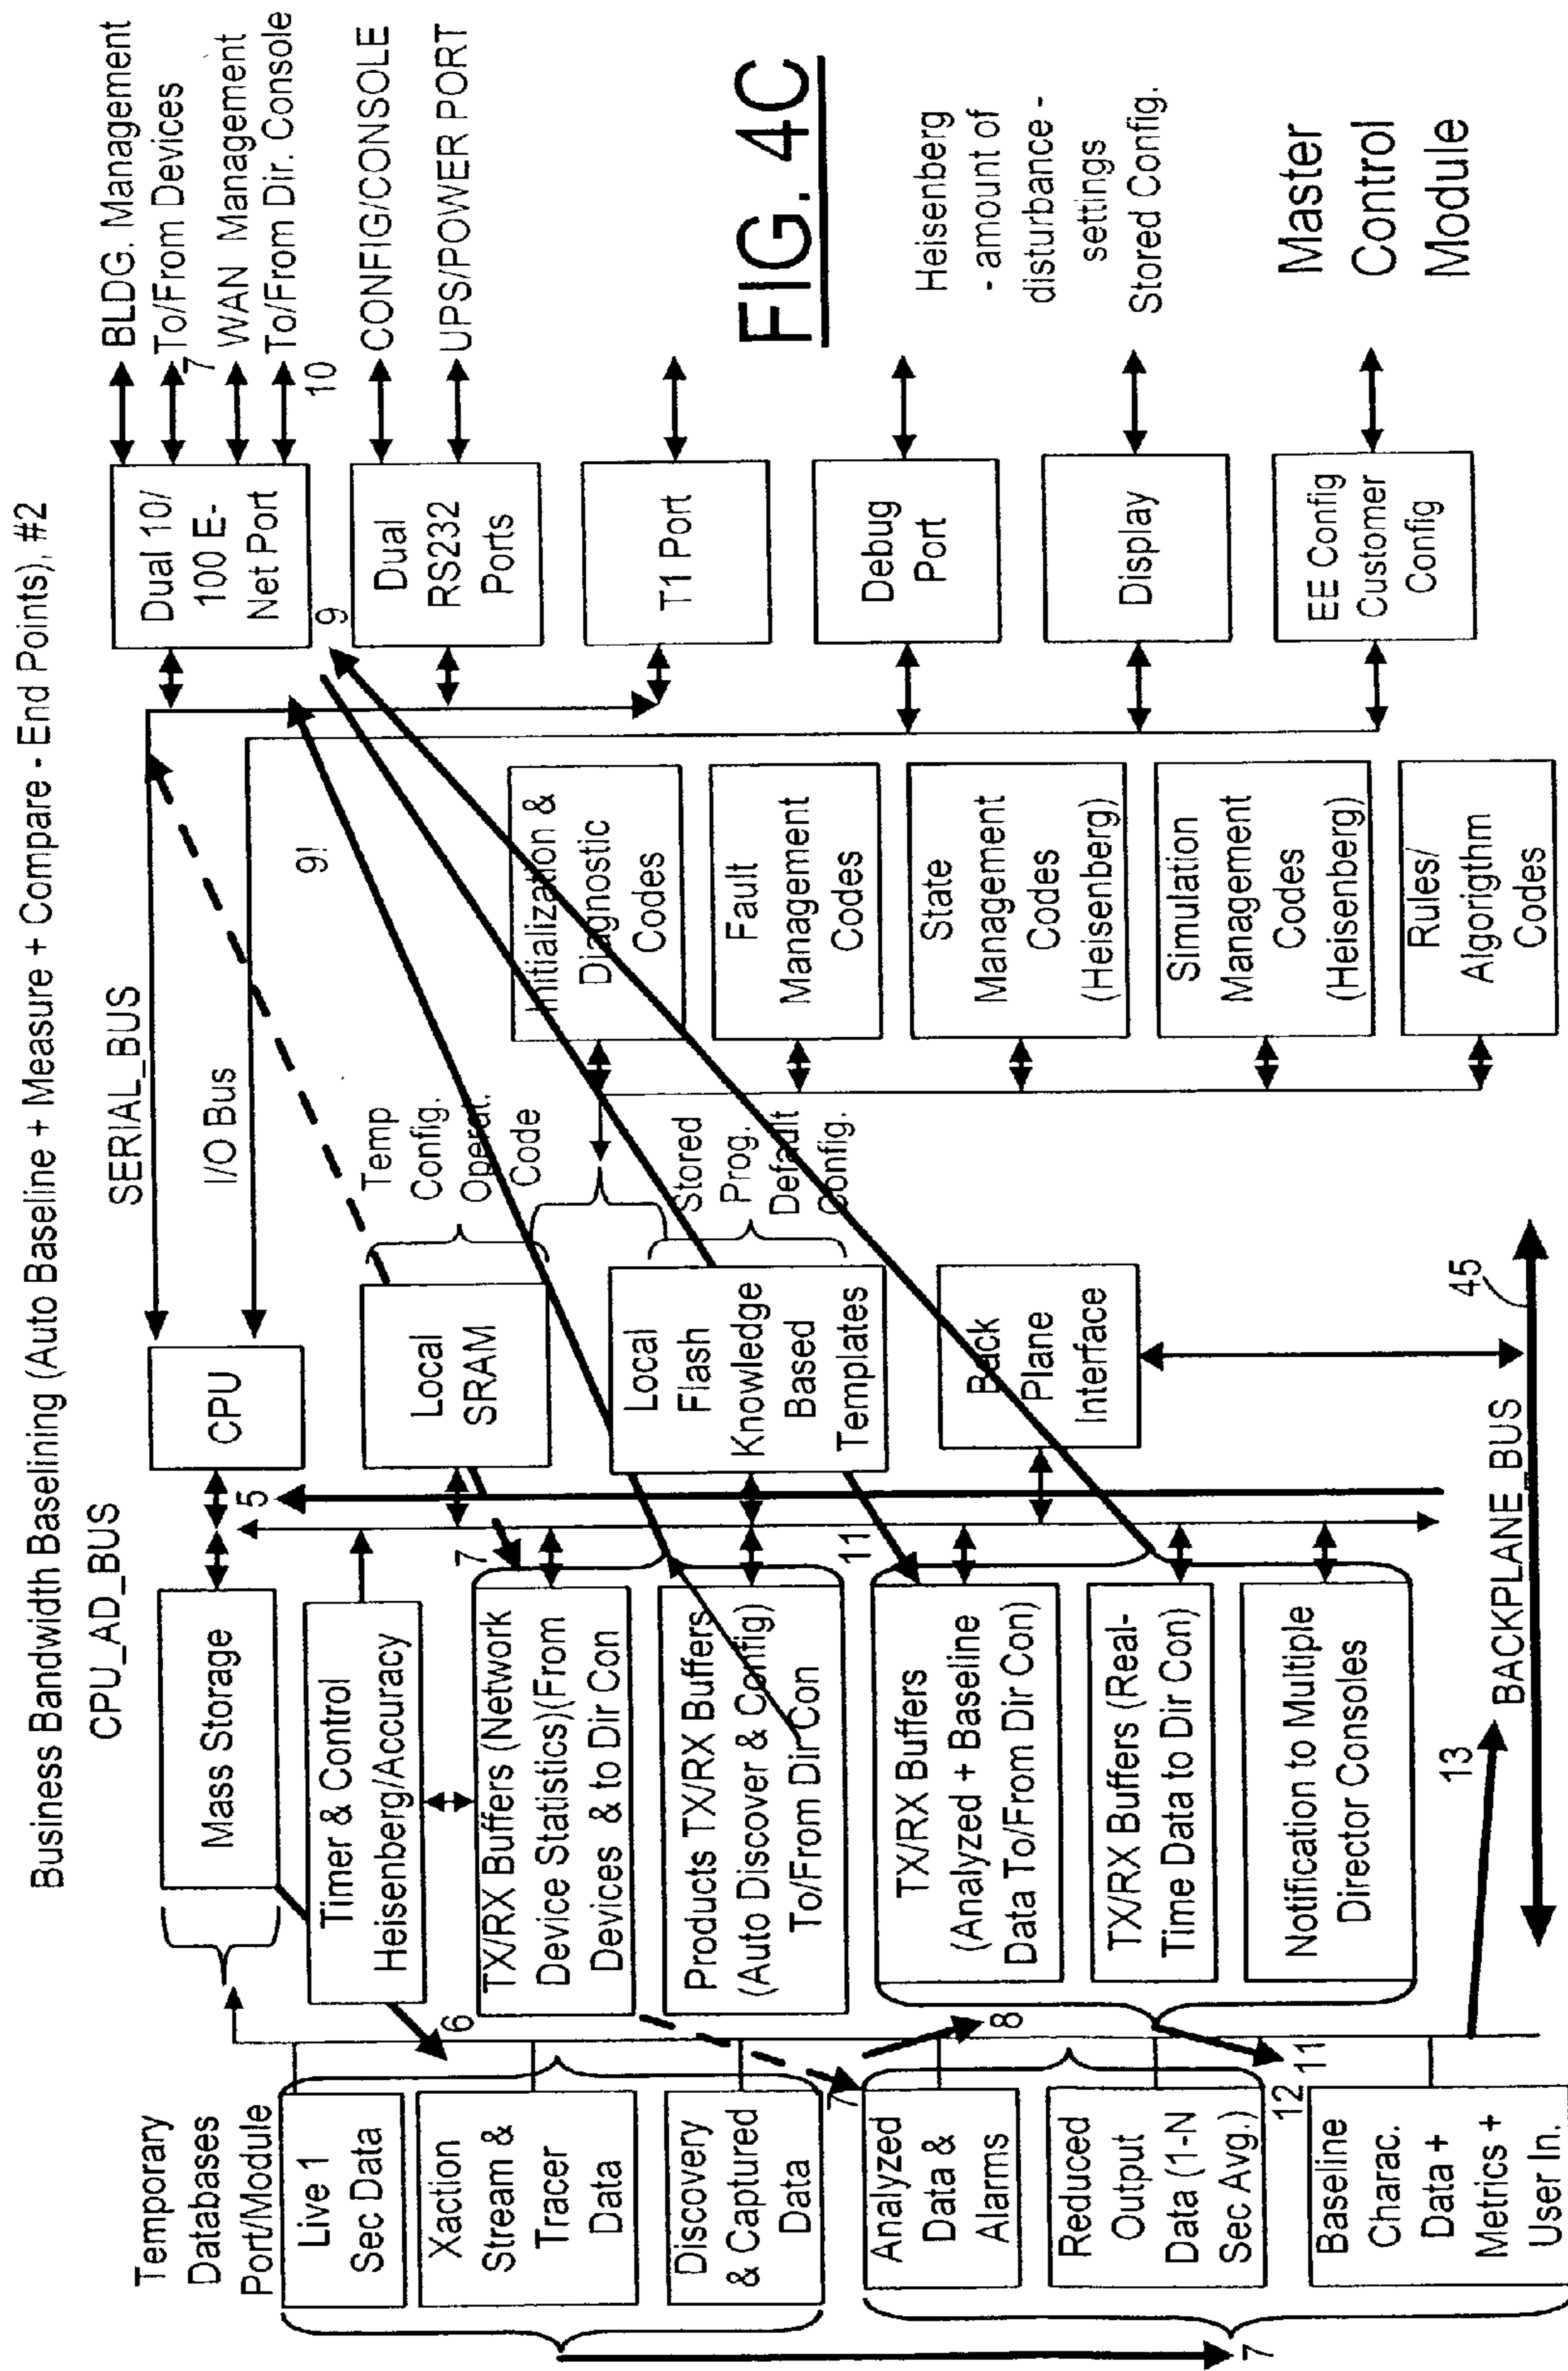 Business Bandwidth Baselining (Auto Baseline + Measure + Compare - End Points), #2
CPU_AD_BUS
SERIAL_BUS
I/O Bus
Temporary
Databases
Port/Module
Live 1
Sec Data
Xaction
Stream &
Tracer
Data
Discovery
& Captured
Data
Analyzed
Data &
Alarms
Reduced
Output
Data (1-N
Sec Avg.)
Baseline
Charac.
Data +
Metrics +
User In.
7
7
6
8
11
12
13
Mass Storage
Timer & Control
Heisenberg/Accuracy
TX/RX Buffers (Network
Device Statistics)(From
Devices & to Dir Con
Products TX/RX Buffers
(Auto Discover & Config)
To/From Dir Con
TX/RX Buffers
(Analyzed + Baseline
Data To/From Dir Con)
TX/RX Buffers (Real-
Time Data to Dir Con)
Notification to Multiple
Director Consoles
5
7
11
CPU
Local
SRAM
Local
Flash
Knowledge
Based
Templates
Back
Plane
Interface
BACKPLANE_BUS
45
Temp
Config.
Operat.
Code
Stored
Prog.
Default
Config.
Initialization &
Diagnostic
Codes
Fault
Management
Codes
State
Management
Codes
(Heisenberg)
Simulation
Management
Codes
(Heisenberg)
Rules/
Algorigthm
Codes
9!
9
Dual 10/
100 E-
Net Port
Dual
RS232
Ports
T1 Port
Debug
Port
Display
EE Config
Customer
Config
BLDG. Management
To/From Devices
7
WAN Management
To/From Dir. Console
10
CONFIG/CONSOLE
UPS/POWER PORT
FIG. 4C
Heisenberg
- amount of
disturbance -
settings
Stored Config.
Master
Control
Module